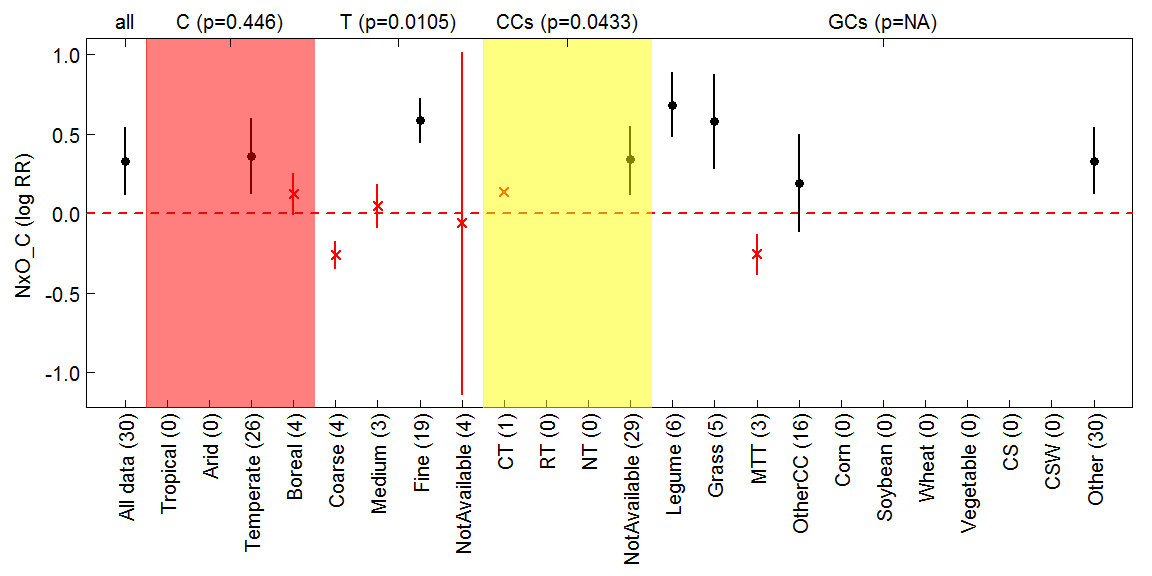 all C (p=0.446) T (p=0.0105) CCs (p=0.0433) GCs (p=NA)
NxO_C (log RR)
1.0
0.5
0.0
-0.5
-1.0
All data (30)
Tropical (0)
Arid (0)
Temperate (26)
Boreal (4)
Coarse (4)
Medium (3)
Fine (19)
NotAvailable (4)
CT (1)
RT (0)
NT (0)
NotAvailable (29)
Legume (6)
Grass (5)
MTT (3)
OtherCC (16)
Corn (0)
Soybean (0)
Wheat (0)
Vegetable (0)
CS (0)
CSW (0)
Other (30)